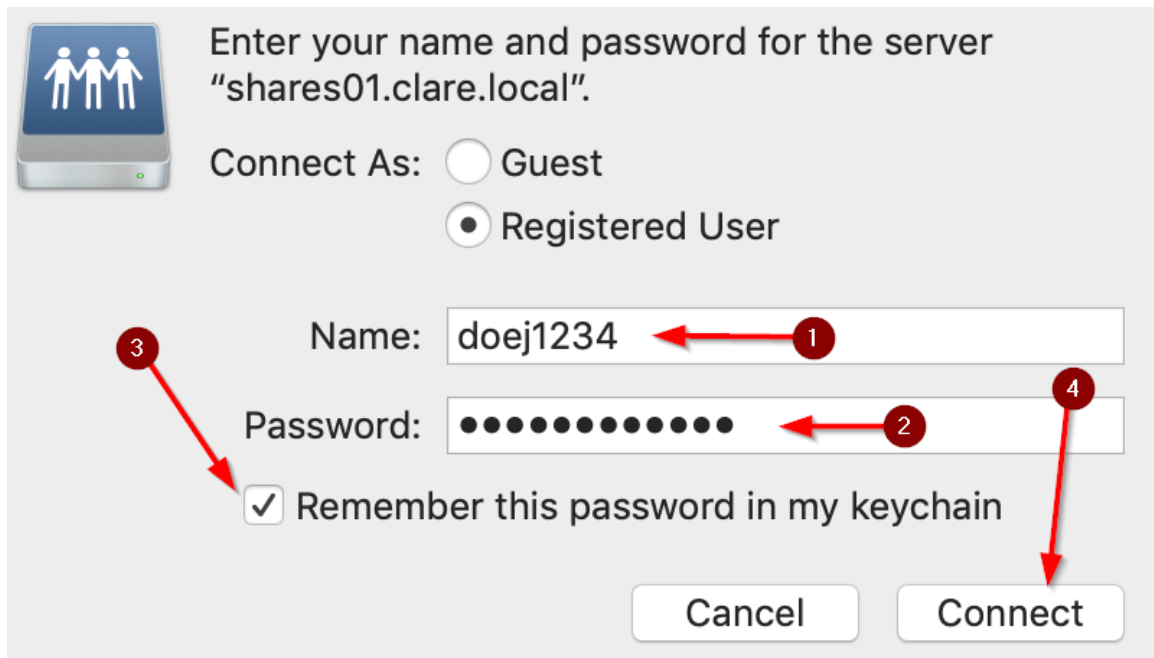 Enter your name and password for the server
“shares01.clare.local”.
Connect As: Guest
Registered User
Name: doej1234 1
3
Password: ●●●●●●●●●●●● 2
4
Remember this password in my keychain
Cancel Connect